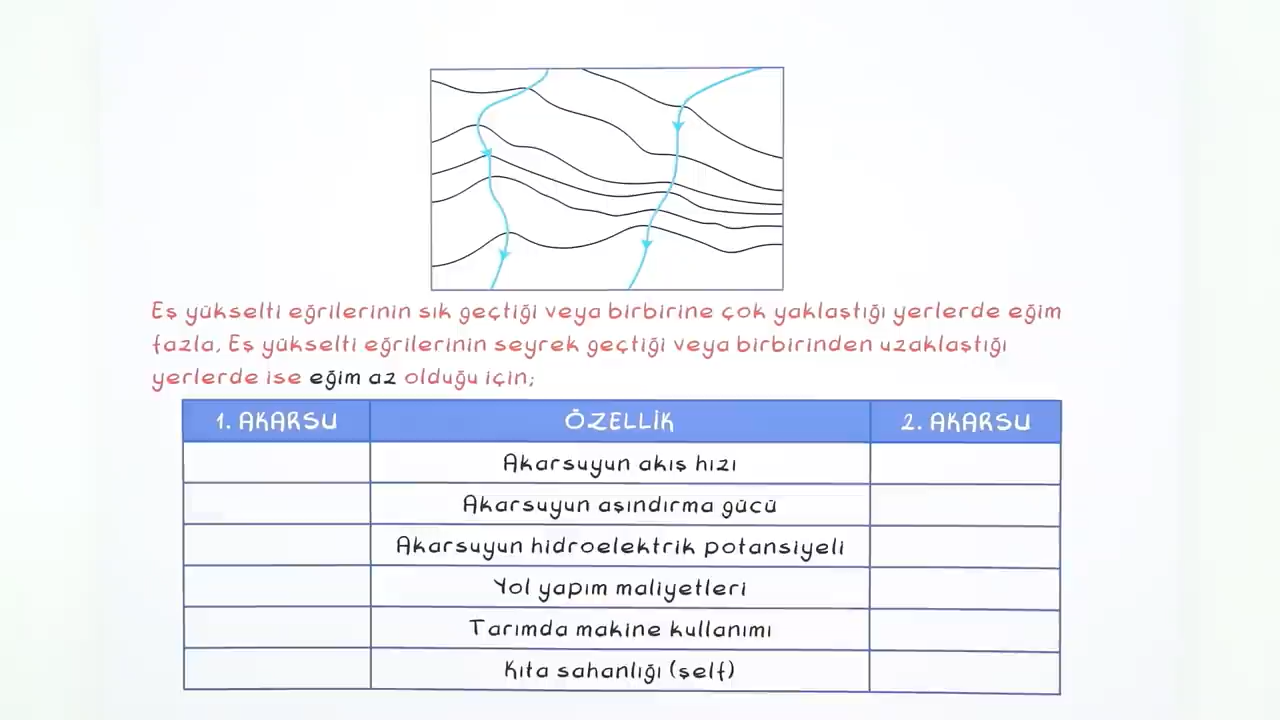 Eş yükselti eğrilerinin sık geçtiği veya birbirine çok yaklaştığı yerlerde eğim
fazla, Eş yükselti eğrilerinin seyrek geçtiği veya birbirinden uzaklaştığı
yerlerde ise eğim az olduğu için;
1. AKARSU ÖZELLİK 2. AKARSU
Akarsuyun akış hızı
Akarsuyun aşındırma gücü
Akarsuyun hidroelektrik potansiyeli
Yol yapım maliyetleri
Tarımda makine kullanımı
Kıta sahanlığı (şelf)